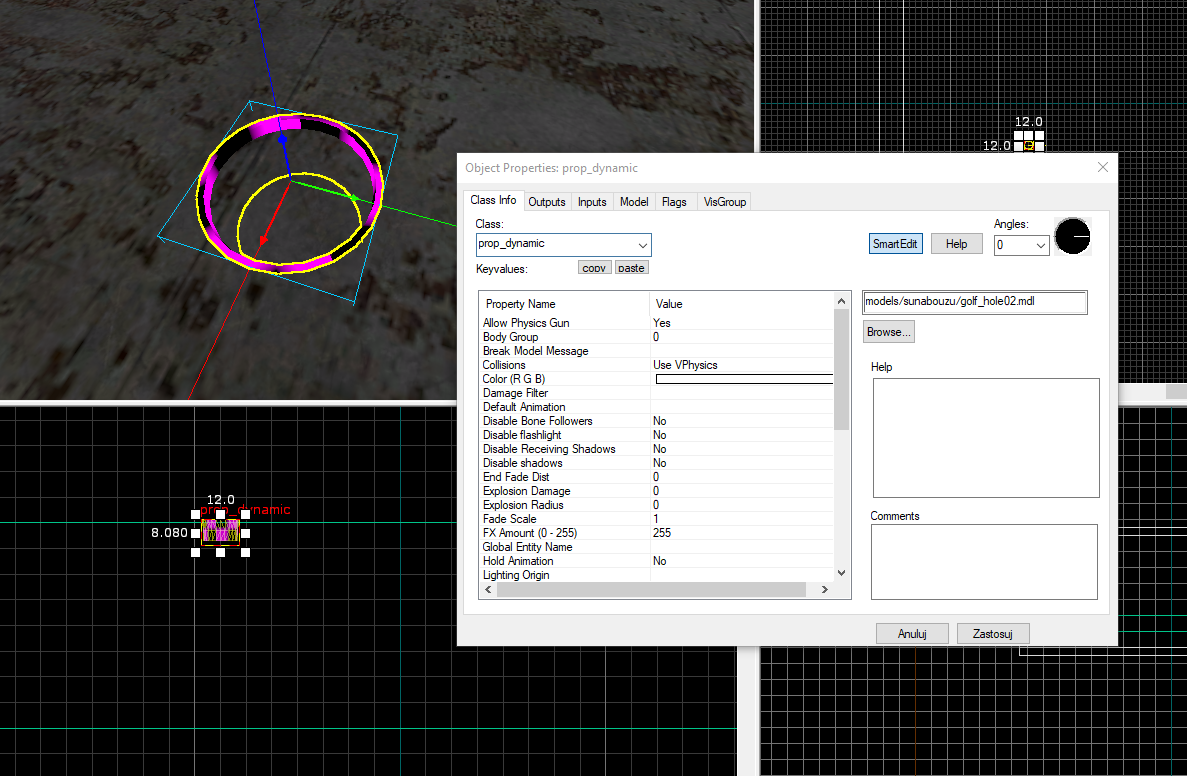 12.0
12.0
Object Properties: prop_dynamic
Class Info Outputs Inputs Model Flags VisGroup
Class:
prop_dynamic
SmartEdit
Help
Angles:
0
Keyvalues:
copy
paste
Property Name Value
Allow Physics Gun Yes
Body Group 0
Break Model Message
Collisions Use VPhysics
Color (R G B)
Damage Filter
Default Animation
Disable Bone Followers No
Disable flashlight No
Disable Receiving Shadows No
Disable shadows No
End Fade Dist 0
Explosion Damage 0
Explosion Radius 0
Fade Scale 1
FX Amount (0 - 255) 255
Global Entity Name
Hold Animation No
Lighting Origin
models/sunabouzu/golf_hole02.mdl
Browse...
Help
Comments
Anuluj
Zastosuj
12.0
prop_dynamic
8.080